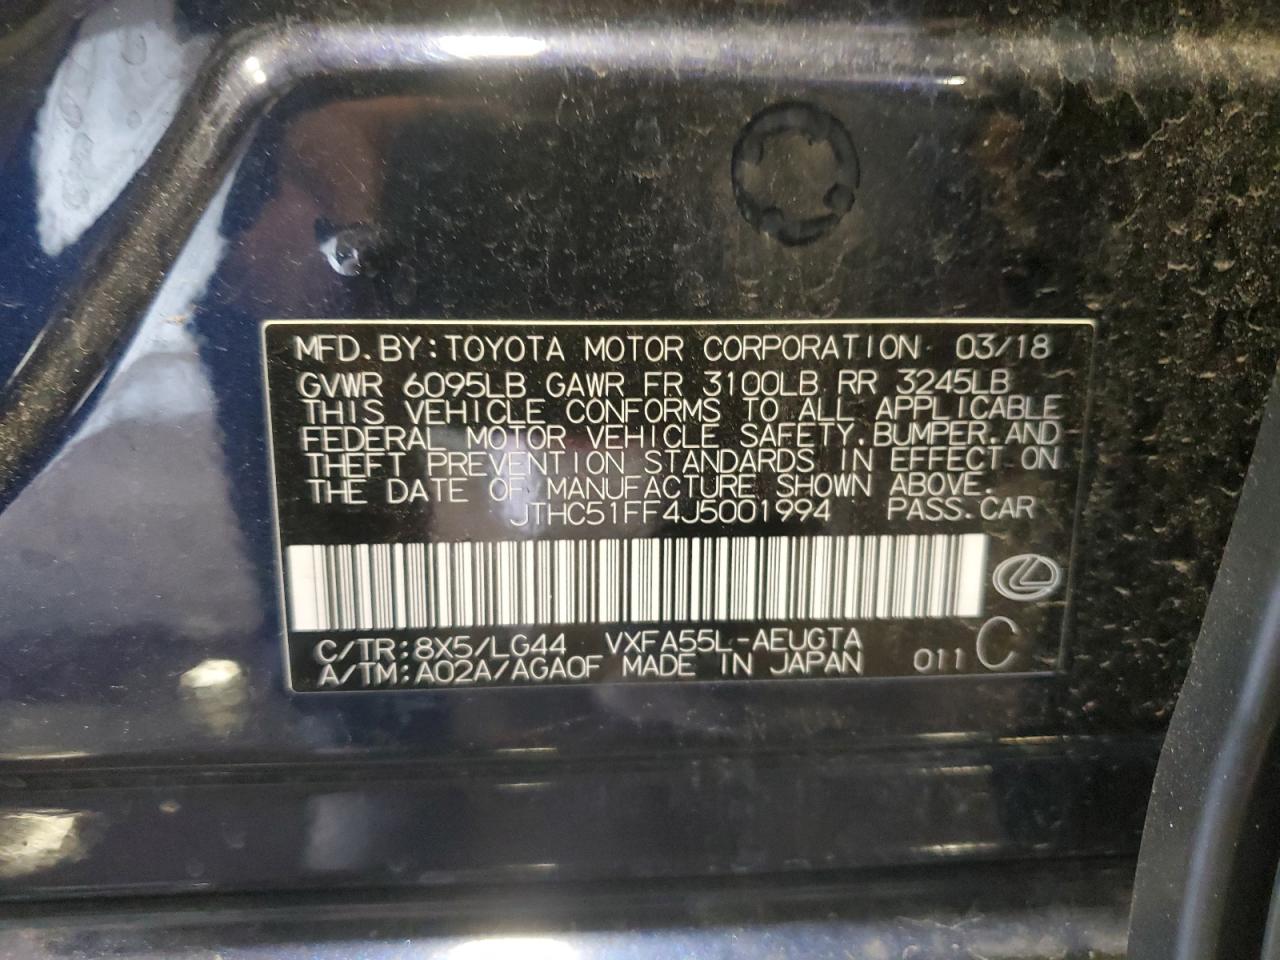 MFD.BY:TOYOTA MOTOR CORPORATION 03/18
GVWR 6095LB GAWR FR 3100LB RR 3245LB
THIS VEHICLE CONFORMS TO ALL APPLICABLE
FEDERAL MOTOR VEHICLE SAFETY.BUMPER.AND
THEFT PREVENTION STANDARDS IN EFFECT ON
THE DATE OF MANUFACTURE SHOWN ABOVE.
JTHC51FF4J5001994 PASS.CAR
C/TR:8X5/LG44 VXFA55L-AEUGTA
A/TM:A02A/AGA0F MADE IN JAPAN 011 C